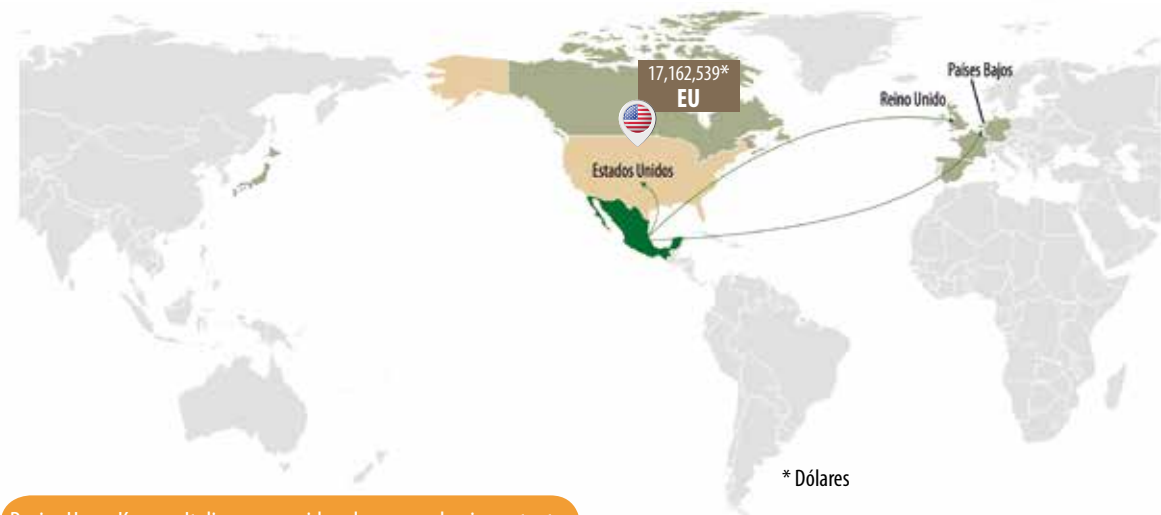 17,162,539*
EU
Países Bajos
Reino Unido
Estados Unidos
* Dólares